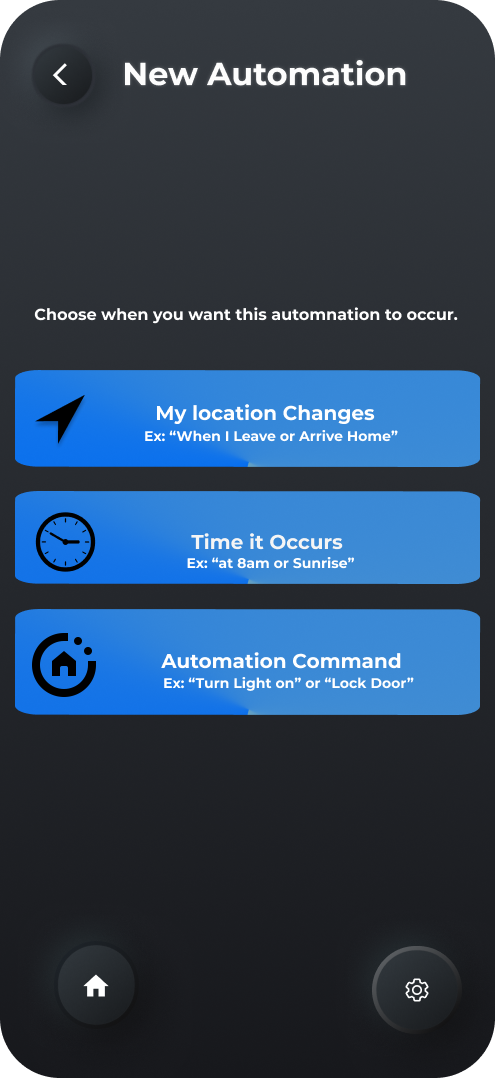 New Automation
Choose when you want this automnation to occur.
My location Changes
Ex: “When I Leave or Arrive Home”
Time it Occurs
Ex: “at 8am or Sunrise”
Automation Command
Ex: “Turn Light on” or “Lock Door”